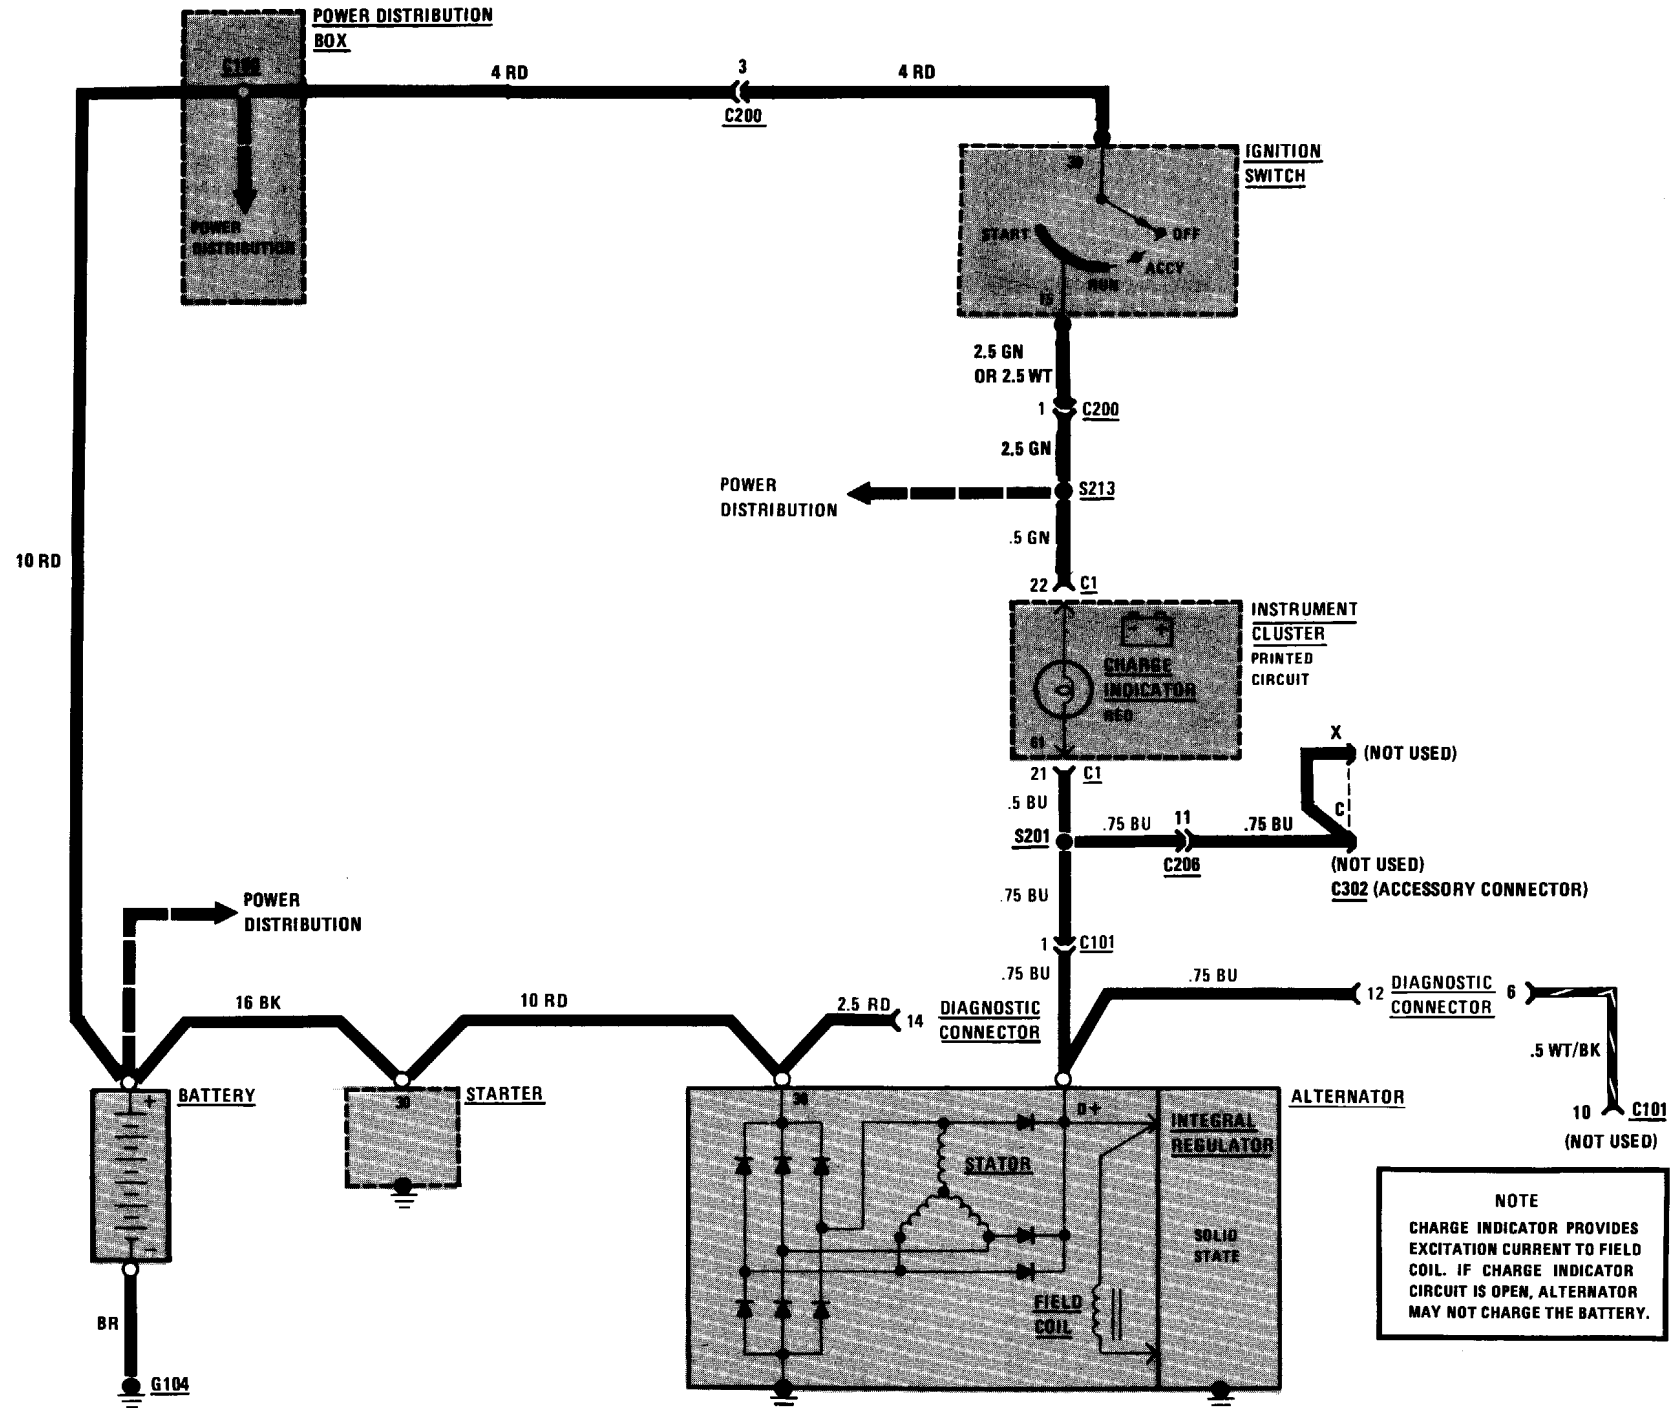 POWER DISTRIBUTION
BOX
4 RD
3
4 RD
C200
POWER
DISTRIBUTION
IGNITION
SWITCH
30
START
OFF
ACCY
RUN
15
2.5 GN
OR 2.5 WT
1
C200
2.5 GN
POWER
DISTRIBUTION
S213
.5 GN
10 RD
22
C1
INSTRUMENT
CLUSTER
PRINTED
CIRCUIT
- +
CHARGE
INDICATOR
RED
61
21
C1
X
(NOT USED)
.5 BU
C
S201
.75 BU
11
.75 BU
C206
(NOT USED)
C302 (ACCESSORY CONNECTOR)
.75 BU
POWER
DISTRIBUTION
1
C101
.75 BU
.75 BU
12
DIAGNOSTIC
CONNECTOR
6
16 BK
10 RD
2.5 RD
14
DIAGNOSTIC
CONNECTOR
.5 WT/BK
10
C101
(NOT USED)
+
BATTERY
30
STARTER
30
D+
ALTERNATOR
INTEGRAL
REGULATOR
STATOR
SOLID
STATE
-
FIELD
COIL
BR
G104
NOTE
CHARGE INDICATOR PROVIDES
EXCITATION CURRENT TO FIELD
COIL. IF CHARGE INDICATOR
CIRCUIT IS OPEN, ALTERNATOR
MAY NOT CHARGE THE BATTERY.